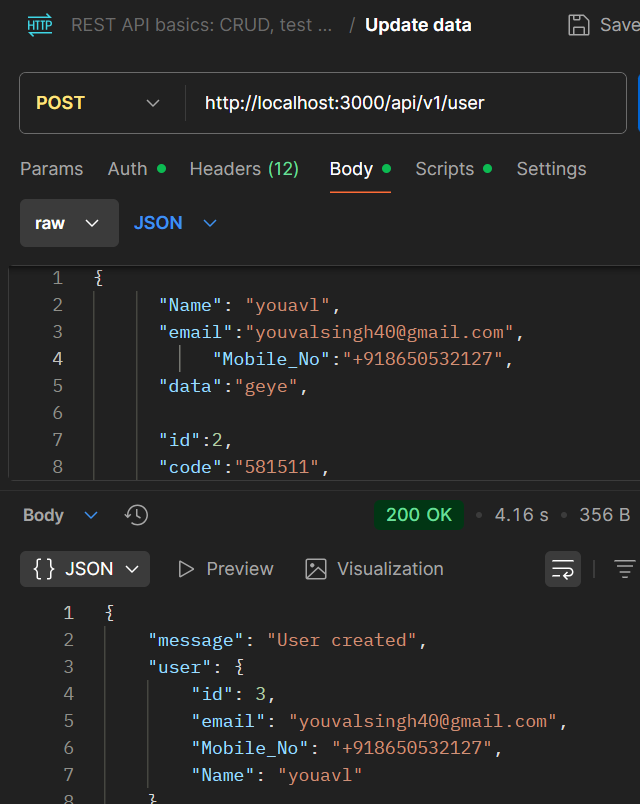 HTTP REST API basics: CRUD, test ... / Update data Save
POST http://localhost:3000/api/v1/user
Params Auth Headers (12) Body Scripts Settings
raw JSON
1 {
2 "Name": "youavl",
3 "email":"youvalsingh40@gmail.com",
4 "Mobile_No":"+918650532127",
5 "data":"geye",
6
7 "id":2,
8 "code":"581511",
Body 200 OK • 4.16 s • 356 B
{} JSON Preview Visualization
1 {
2 "message": "User created",
3 "user": {
4 "id": 3,
5 "email": "youvalsingh40@gmail.com",
6 "Mobile_No": "+918650532127",
7 "Name": "youavl"
8 }